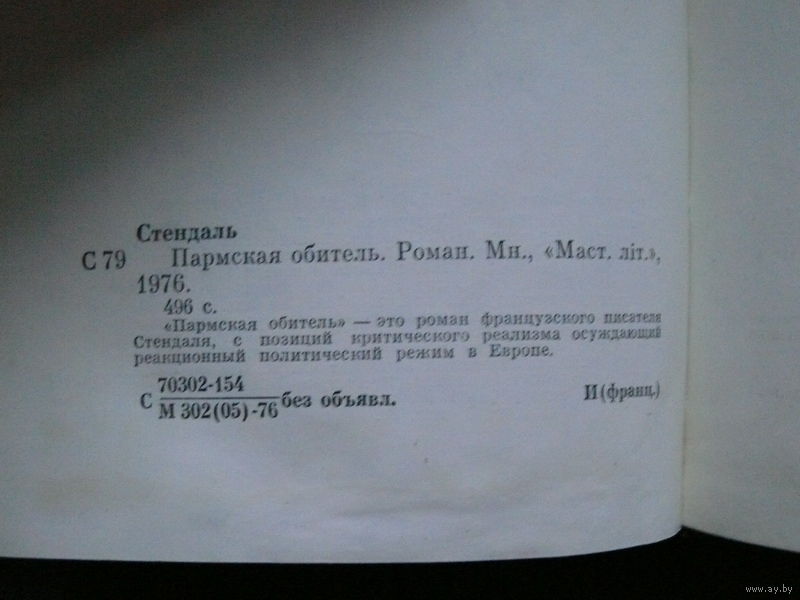 Стендаль
С 79 Пармская обитель. Роман. Мн., «Маст. літ.»,
1976.
496 с.
«Пармская обитель» — это роман французского писателя
Стендаля, с позиций критического реализма осуждающий
реакционный политический режим в Европе.
С 70302-154 / М 302(05)-76 без объявл. И (франц.)
www.ay.by